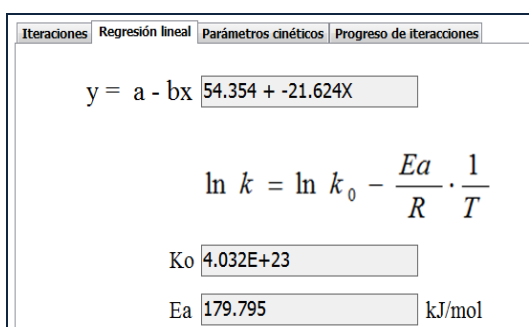 Iteraciones Regresión lineal Parámetros cinéticos Progreso de iteracciones
y = a - bx 54.354 + -21.624X
ln k = ln k₀ - Ea/R · 1/T
Ko 4.032E+23
Ea 179.795 kJ/mol